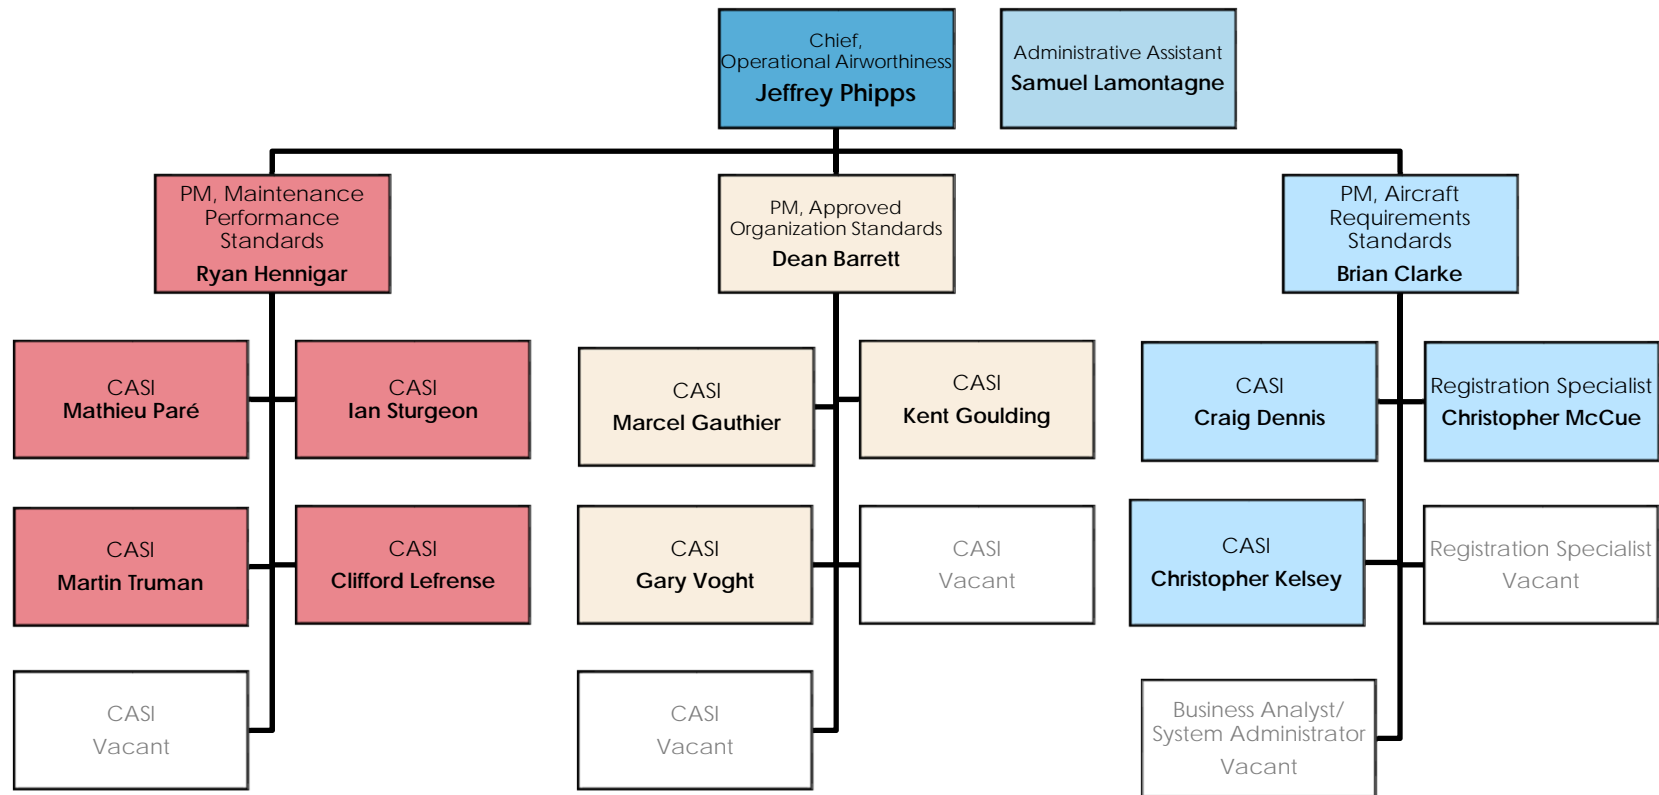 Chief,
Operational Airworthiness
Jeffrey Phipps
Administrative Assistant
Samuel Lamontagne
PM, Maintenance
Performance
Standards
Ryan Hennigar
PM, Approved
Organization Standards
Dean Barrett
PM, Aircraft
Requirements
Standards
Brian Clarke
CASI
Mathieu Paré
CASI
Ian Sturgeon
CASI
Marcel Gauthier
CASI
Kent Goulding
CASI
Craig Dennis
Registration Specialist
Christopher McCue
CASI
Martin Truman
CASI
Clifford Lefrense
CASI
Gary Voght
CASI
Vacant
CASI
Christopher Kelsey
Registration Specialist
Vacant
CASI
Vacant
CASI
Vacant
Business Analyst/
System Administrator
Vacant